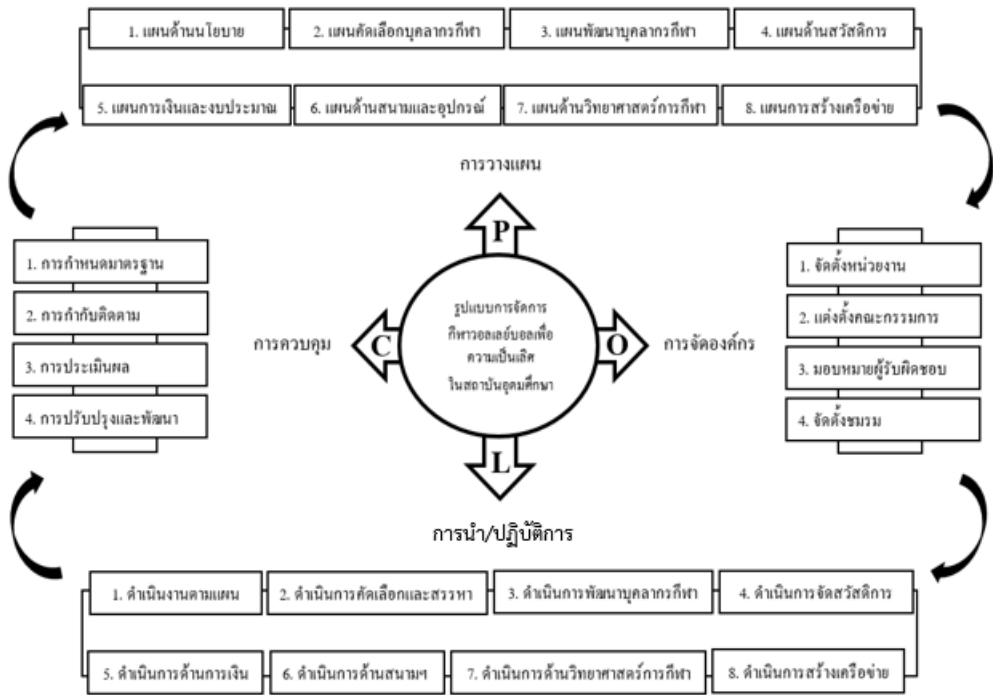 1. แผนด้านนโยบาย
2. แผนคัดเลือกบุคลากรกีฬา
3. แผนพัฒนาบุคลากรกีฬา
4. แผนด้านสวัสดิการ
5. แผนการเงินและงบประมาณ
6. แผนด้านสนามและอุปกรณ์
7. แผนด้านวิทยาศาสตร์การกีฬา
8. แผนการสร้างเครือข่าย
การวางแผน
P
1. การกำหนดมาตรฐาน
2. การกำกับติดตาม
3. การประเมินผล
4. การปรับปรุงและพัฒนา
การควบคุม
C
รูปแบบการจัดการ
กีฬาวอลเลย์บอลเพื่อ
ความเป็นเลิศ
ในสถาบันอุดมศึกษา
O
การจัดองค์กร
1. จัดตั้งหน่วยงาน
2. แต่งตั้งคณะกรรมการ
3. มอบหมายผู้รับผิดชอบ
4. จัดตั้งชมรม
L
การนำ/ปฏิบัติการ
1. ดำเนินงานตามแผน
2. ดำเนินการคัดเลือกและสรรหา
3. ดำเนินการพัฒนาบุคลากรกีฬา
4. ดำเนินการจัดสวัสดิการ
5. ดำเนินการด้านการเงิน
6. ดำเนินการด้านสนามฯ
7. ดำเนินการด้านวิทยาศาสตร์การกีฬา
8. ดำเนินการสร้างเครือข่าย